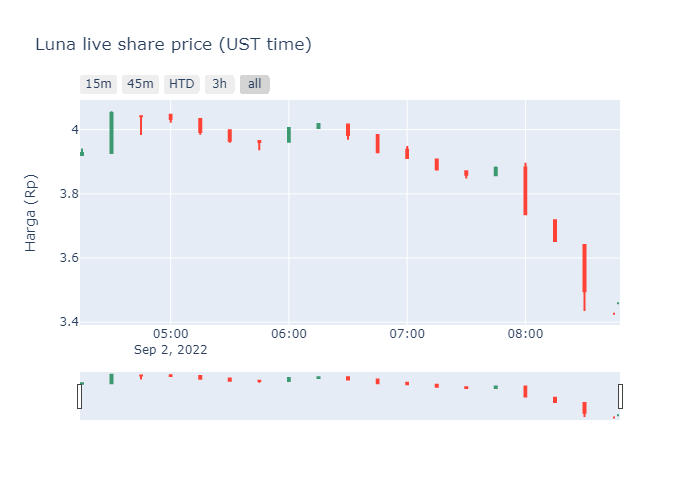 Luna live share price (UST time)
15m 45m HTD 3h all
Harga (Rp)
4
3.8
3.6
3.4
05:00 06:00 07:00 08:00
Sep 2, 2022